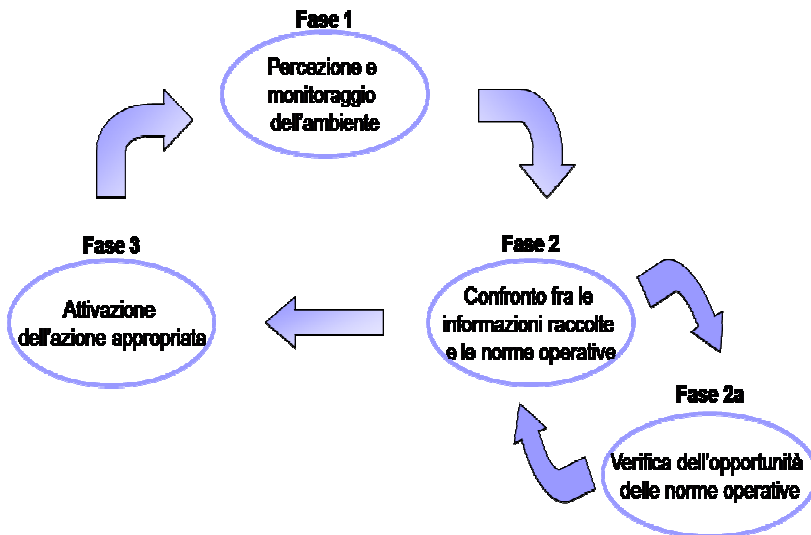 Fase 1
Percezione e
monitoraggio
dell'ambiente
Fase 2
Confronto fra le
informazioni raccolte
e le norme operative
Fase 2a
Verifica dell'opportunità
delle norme operative
Fase 3
Attivazione
dell'azione appropriata